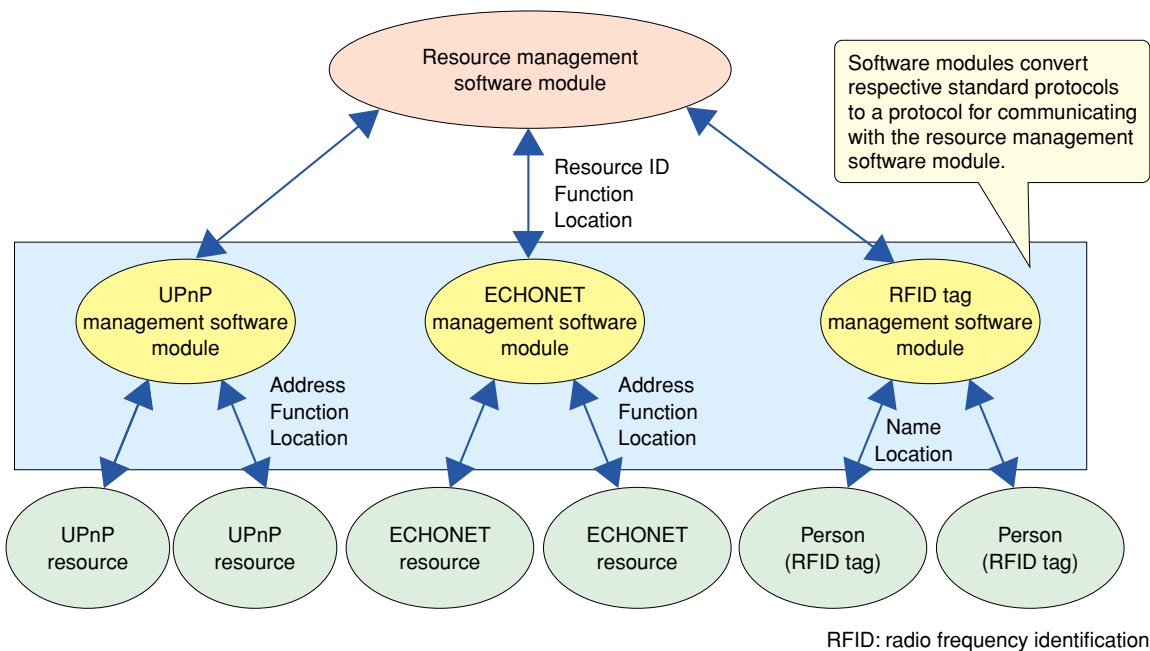 Resource management
software module
Software modules convert
respective standard protocols
to a protocol for communicating
with the resource management
software module.
Resource ID
Function
Location
UPnP
management software
module
ECHONET
management software
module
RFID tag
management software
module
Address
Function
Location
Address
Function
Location
Name
Location
UPnP
resource
UPnP
resource
ECHONET
resource
ECHONET
resource
Person
(RFID tag)
Person
(RFID tag)
RFID: radio frequency identification